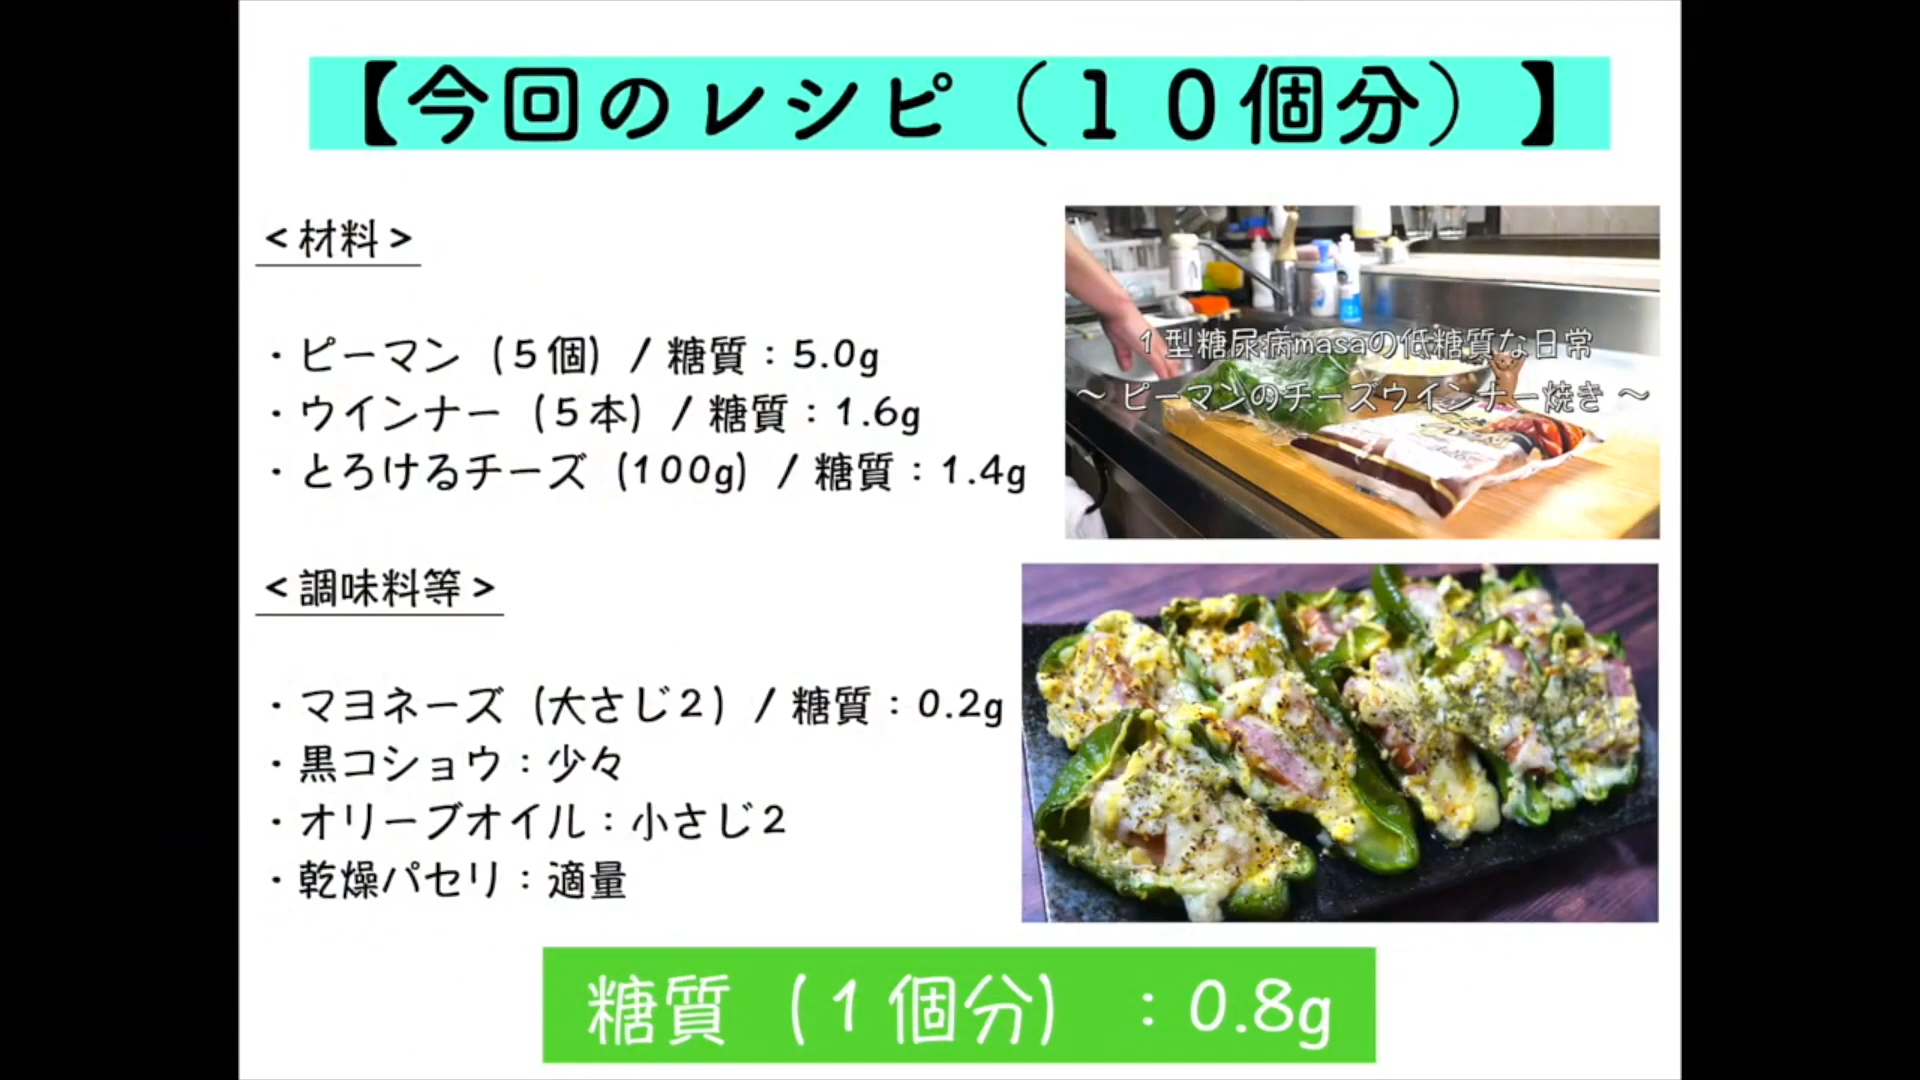 【今回のレシピ（１０個分）】
＜材料＞
・ピーマン（５個）/ 糖質：5.0g
・ウインナー（５本）/ 糖質：1.6g
・とろけるチーズ（100g）/ 糖質：1.4g
１型糖尿病masaの低糖質な日常
～ ピーマンのチーズウインナー焼き ～
＜調味料等＞
・マヨネーズ（大さじ２）/ 糖質：0.2g
・黒コショウ：少々
・オリーブオイル：小さじ２
・乾燥パセリ：適量
糖質（１個分）：0.8g